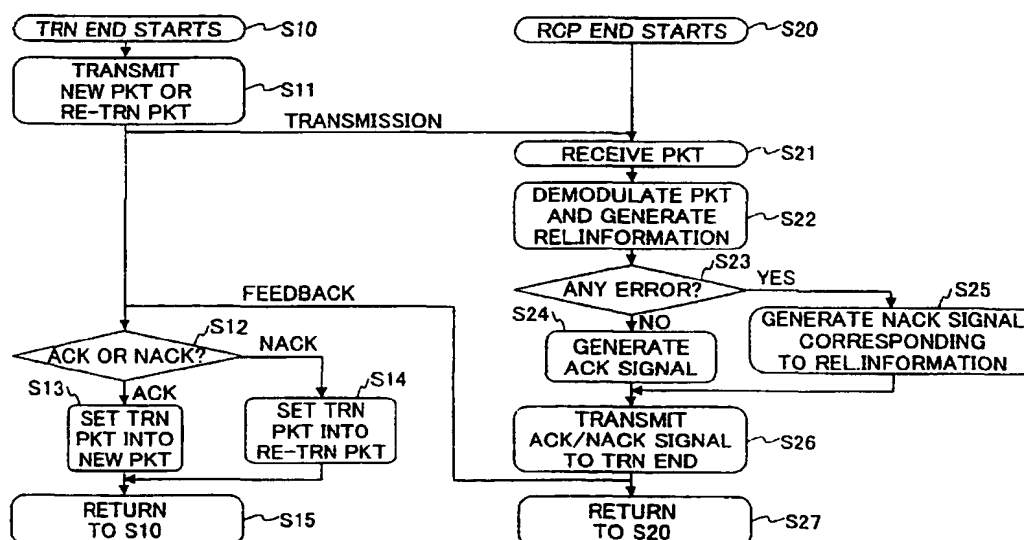 TRN END STARTS
S10
TRANSMIT
NEW PKT OR
RE-TRN PKT
S11
TRANSMISSION
FEEDBACK
ACK OR NACK?
S12
NACK
ACK
S13
SET TRN
PKT INTO
NEW PKT
S14
SET TRN
PKT INTO
RE-TRN PKT
RETURN
TO S10
S15
RCP END STARTS
S20
RECEIVE PKT
S21
DEMODULATE PKT
AND GENERATE
REL.INFORMATION
S22
S23
ANY ERROR?
YES
NO
S24
GENERATE
ACK SIGNAL
S25
GENERATE NACK SIGNAL
CORRESPONDING
TO REL.INFORMATION
TRANSMIT
ACK/NACK SIGNAL
TO TRN END
S26
RETURN
TO S20
S27